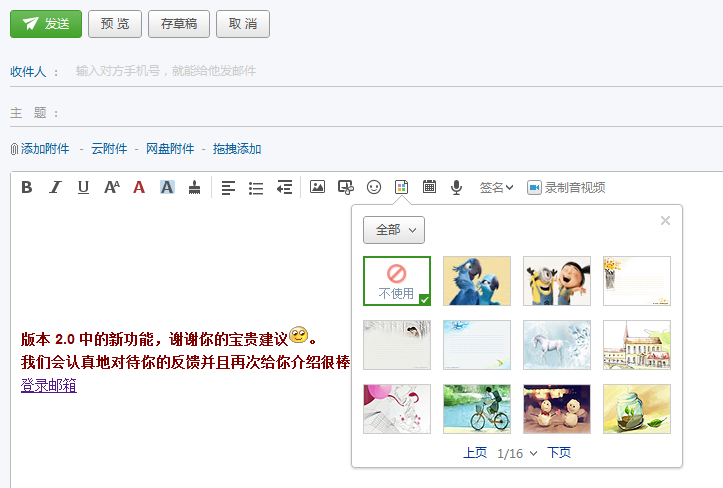 发送 预 览 存草稿 取 消
收件人 : 输入对方手机号，就能给他发邮件
主 题 :
添加附件 - 云附件 - 网盘附件 - 拖拽添加
B I U AA A A 签名 录制音视频
全部
不使用
版本 2.0 中的新功能，谢谢你的宝贵建议。
我们会认真地对待你的反馈并且再次给你介绍很棒
登录邮箱
上页 1/16 下页